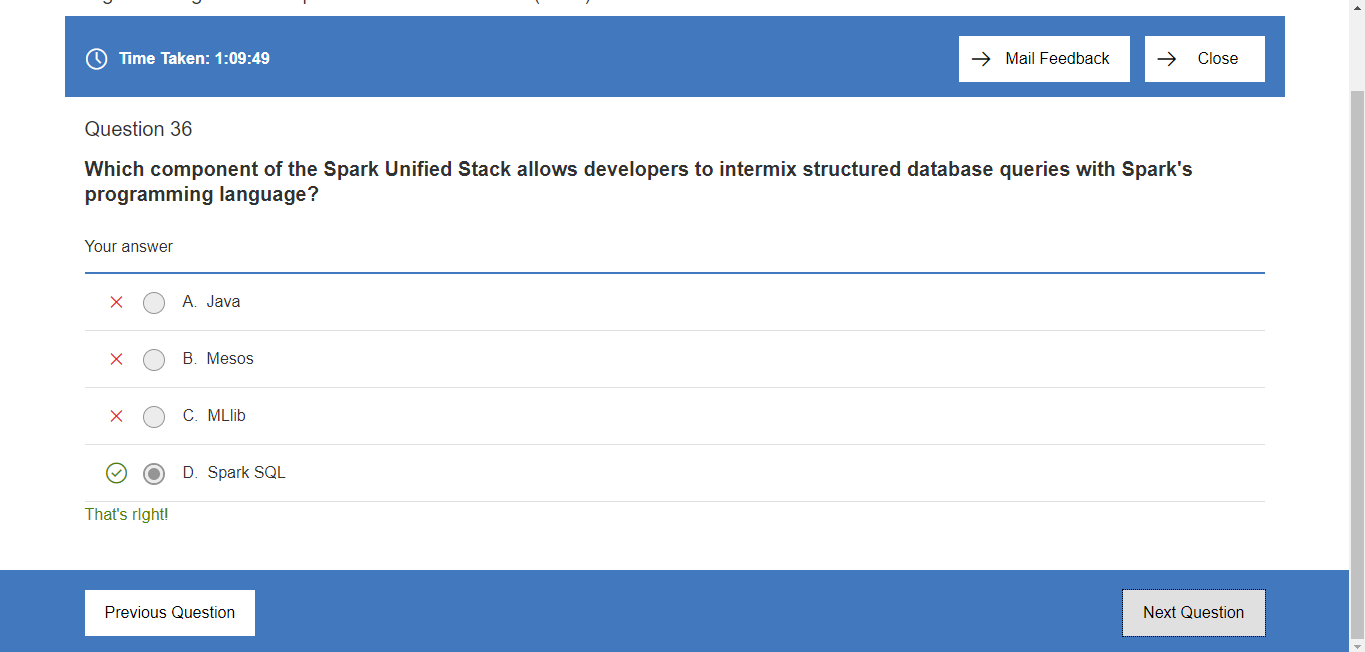 Time Taken: 1:09:49
Mail Feedback
Close
Question 36
Which component of the Spark Unified Stack allows developers to intermix structured database queries with Spark's
programming language?
Your answer
A. Java
B. Mesos
C. MLlib
D. Spark SQL
That's right!
Previous Question
Next Question